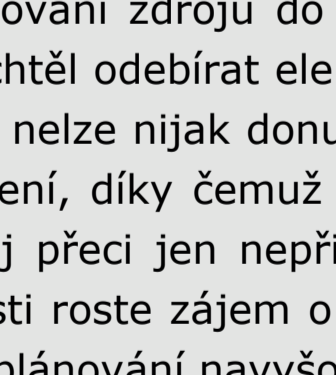 ování zdrojů do
chtěl odebírat ele
nelze nijak donu
ení, díky čemuž
j přeci jen nepři
sti roste zájem o
plánování navyšo